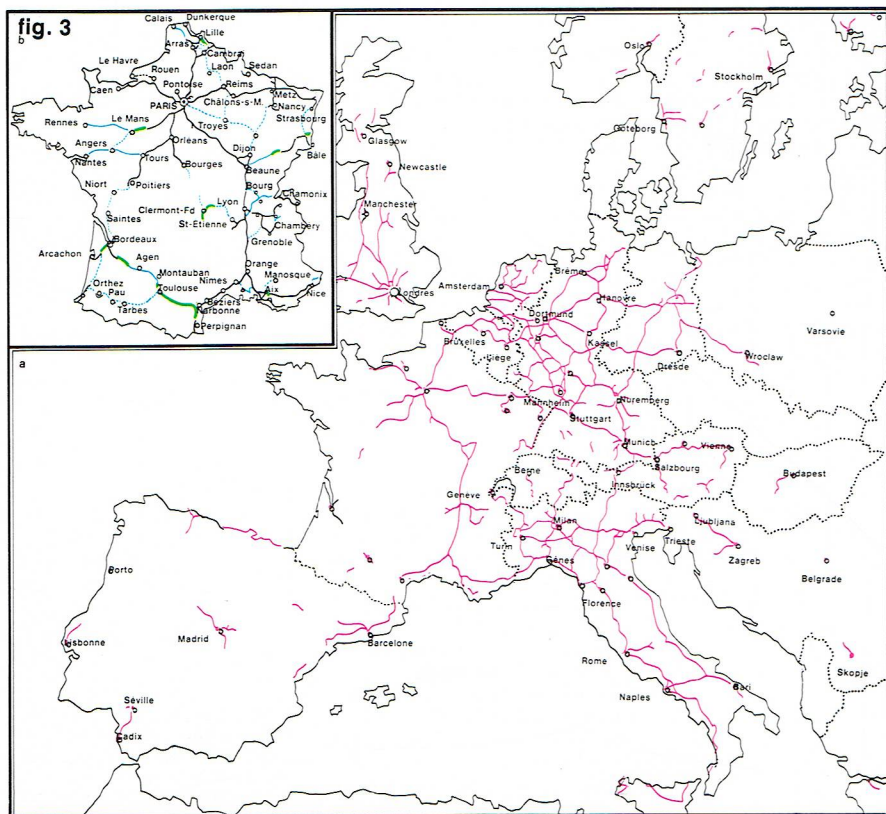 fig. 3
b
Calais
Dunkerque
Lille
Arras
Cambrai
Laon
Sedan
Le Havre
Rouen
Reims
Caen
Pontoise
Metz
PARIS
Châlons-s-M.
Nancy
Strasbourg
Rennes
Le Mans
Troyes
Orléans
Angers
Dijon
Bâle
Nantes
Tours
Bourges
Beaune
Niort
Poitiers
Bourg
Chamonix
Clermont-Fd
Lyon
Saintes
St-Etienne
Chambery
Grenoble
Bordeaux
Arcachon
Agen
Orange
Montauban
Nimes
Manosque
Orthez
Pau
Toulouse
Béziers
Aix
Nice
Tarbes
Narbonne
Perpignan
a
Oslo
Stockholm
Göteborg
Glasgow
Newcastle
Manchester
Londres
Amsterdam
Brème
Hanovre
Dortmund
Varsovie
Bruxelles
Liège
Kassel
Dresde
Wroclaw
Mannheim
Nuremberg
Stuttgart
Munich
Vienne
Salzbourg
Berne
Innsbruck
Budapest
Genève
Milan
Ljubljana
Turin
Venise
Trieste
Zagreb
Gênes
Belgrade
Porto
Florence
Lisbonne
Madrid
Barcelone
Rome
Skopje
Séville
Naples
Bari
Cadix